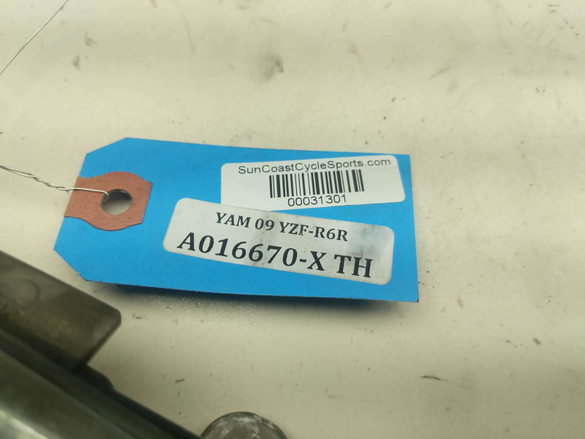 SunCoastCycleSports.com
00031301
YAM 09 YZF-R6R
A016670-X TH